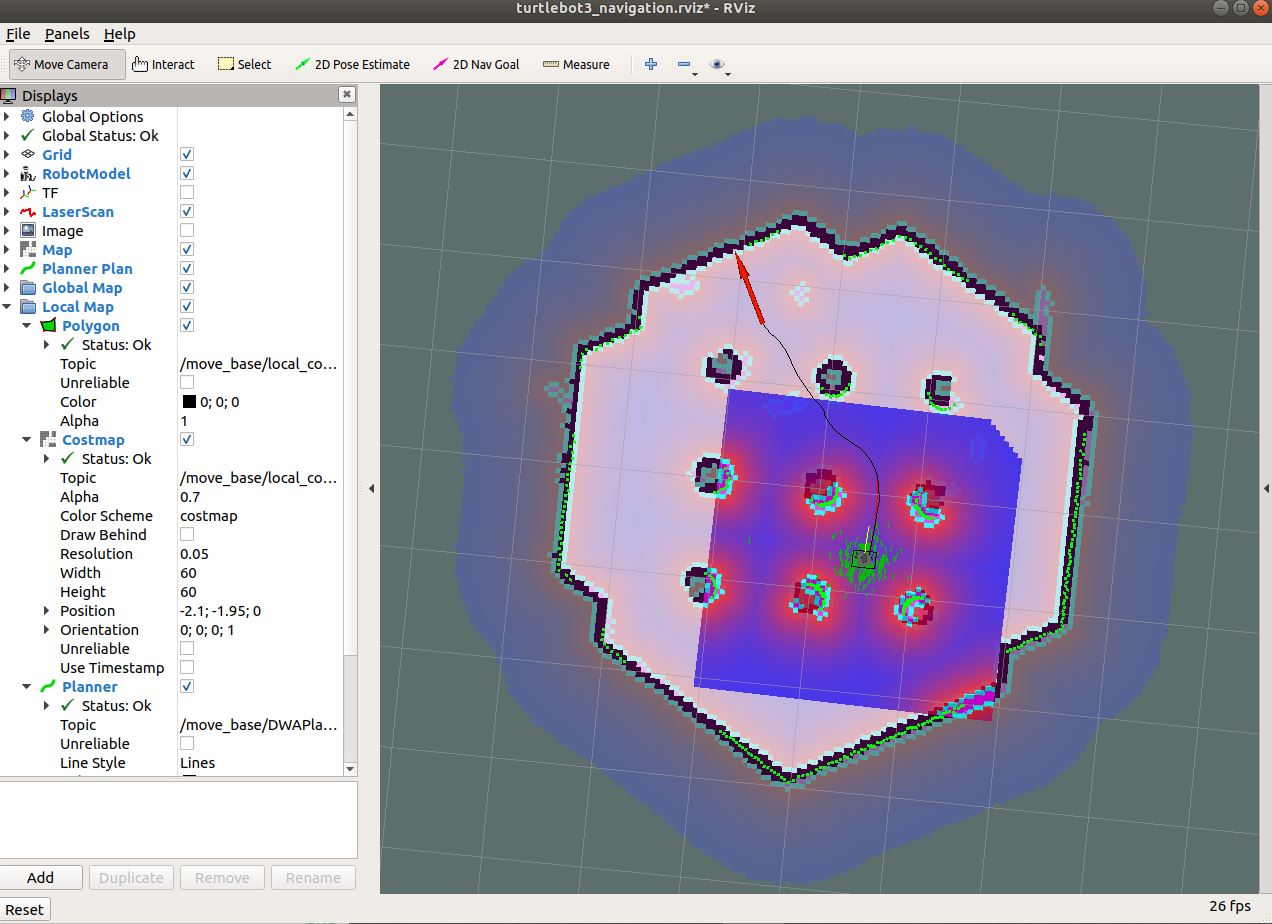 turtlebot3_navigation.rviz* - RViz
File Panels Help
Move Camera Interact Select 2D Pose Estimate 2D Nav Goal Measure
Displays
Global Options
Global Status: Ok
Grid
RobotModel
TF
LaserScan
Image
Map
Planner Plan
Global Map
Local Map
Polygon
Status: Ok
Topic /move_base/local_co...
Unreliable
Color 0; 0; 0
Alpha 1
Costmap
Status: Ok
Topic /move_base/local_co...
Alpha 0.7
Color Scheme costmap
Draw Behind
Resolution 0.05
Width 60
Height 60
Position -2.1; -1.95; 0
Orientation 0; 0; 0; 1
Unreliable
Use Timestamp
Planner
Status: Ok
Topic /move_base/DWAPla...
Unreliable
Line Style Lines
Add Duplicate Remove Rename
Reset 26 fps